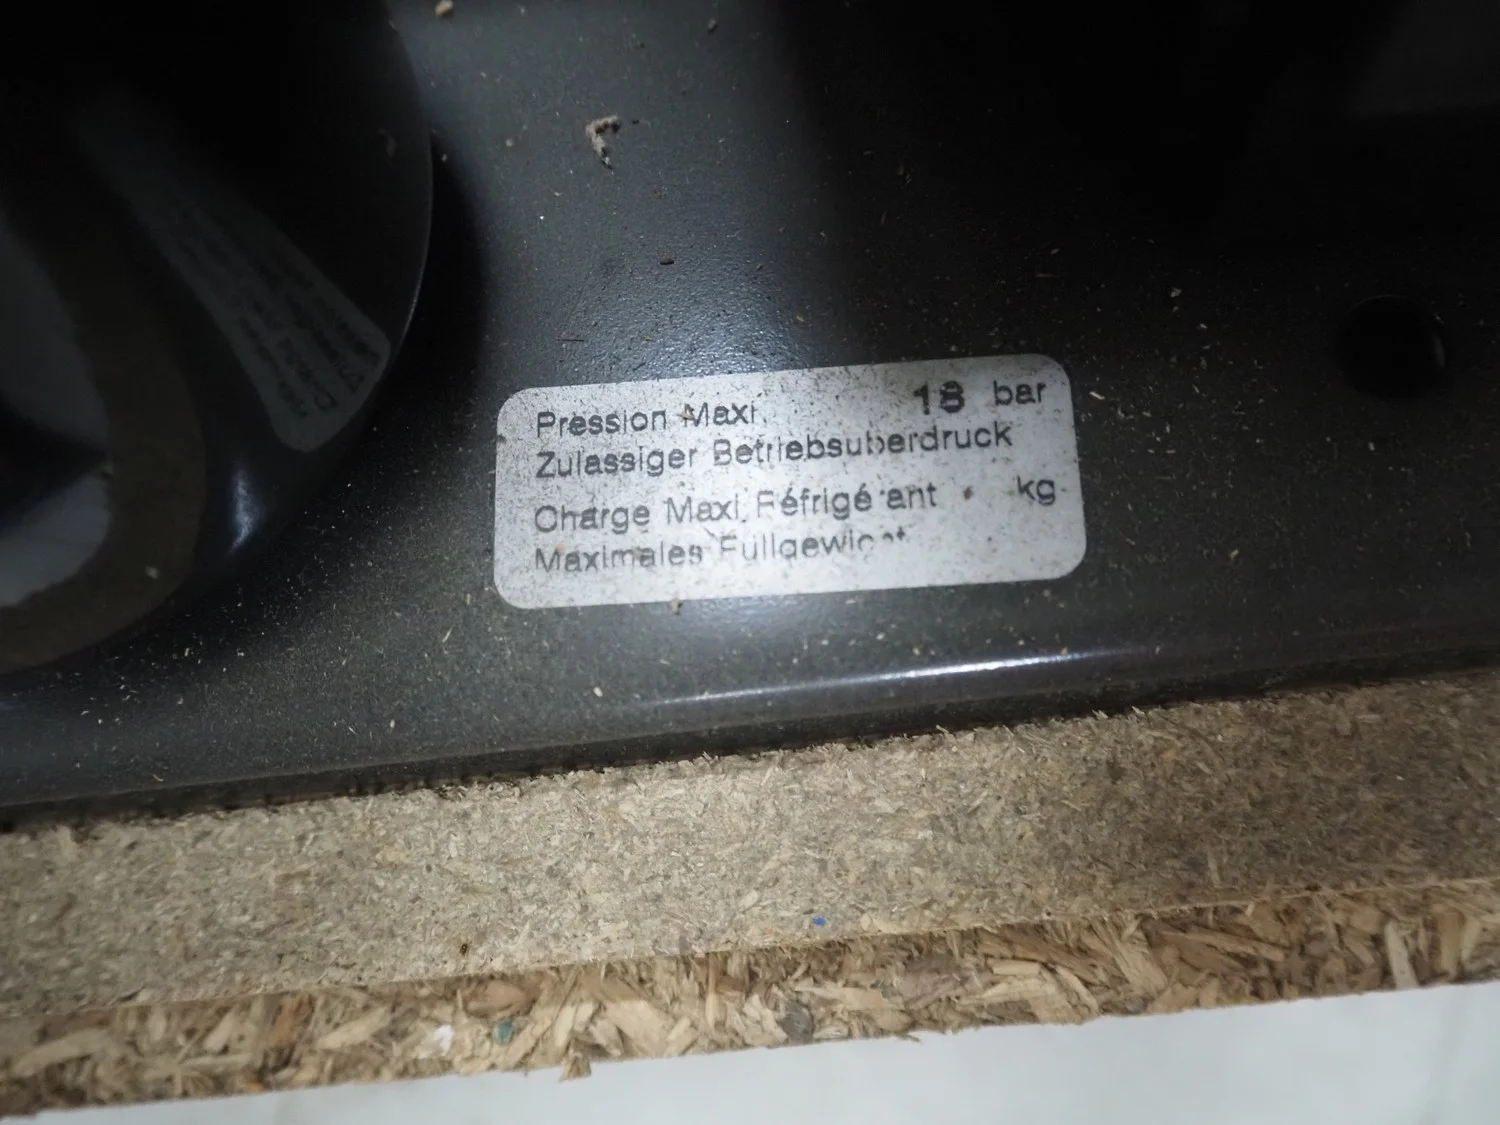 Pression Maxi. 18 bar
Zulassiger Betriebsuberdruck
Charge Maxi. Réfrigérant kg
Maximales Fullgewicht